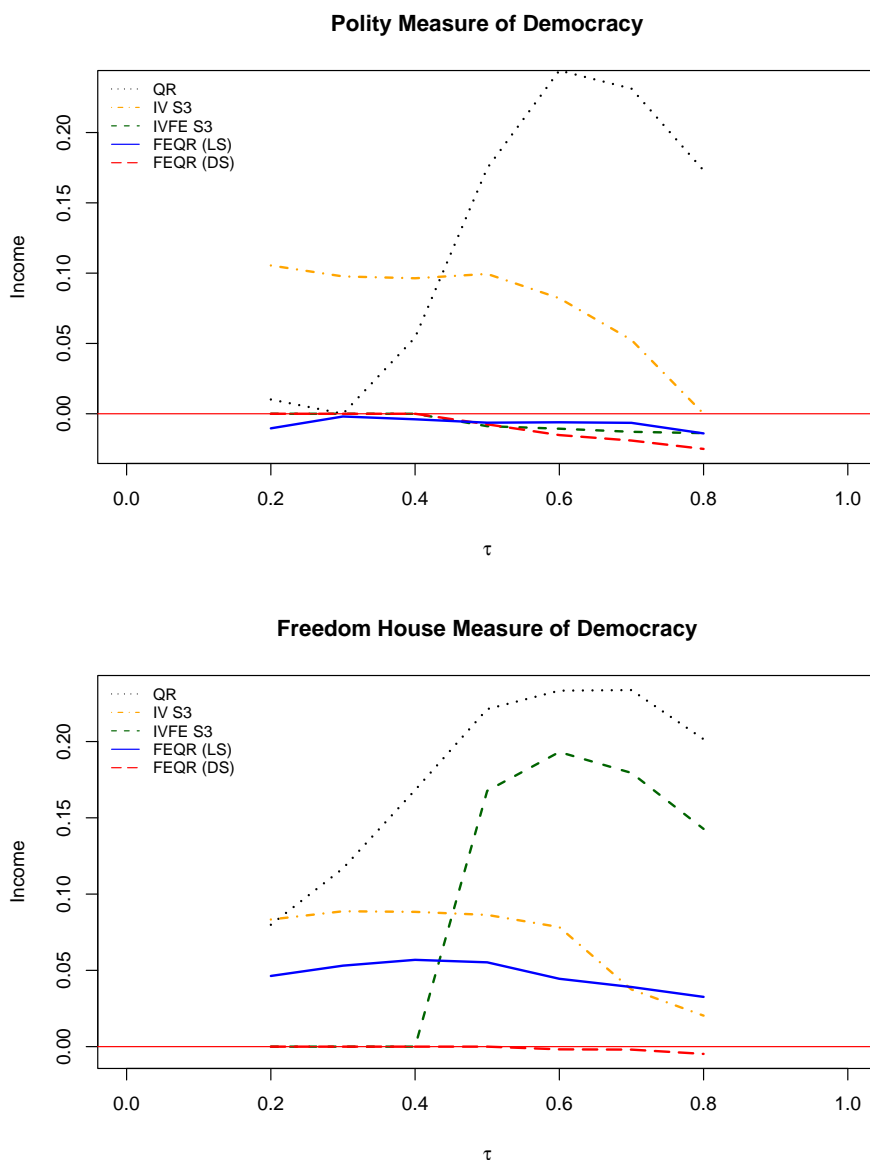 Polity Measure of Democracy
QR
IV S3
IVFE S3
FEQR (LS)
FEQR (DS)
Income
0.20
0.15
0.10
0.05
0.00
0.0 0.2 0.4 0.6 0.8 1.0
τ
Freedom House Measure of Democracy
QR
IV S3
IVFE S3
FEQR (LS)
FEQR (DS)
Income
0.20
0.15
0.10
0.05
0.00
0.0 0.2 0.4 0.6 0.8 1.0
τ